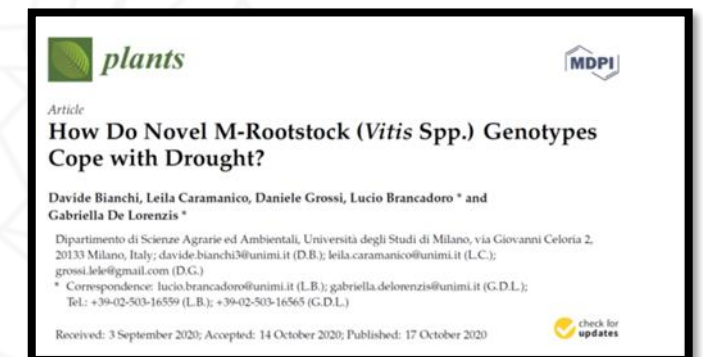 plants
MDPI
Article
How Do Novel M-Rootstock (Vitis Spp.) Genotypes
Cope with Drought?
Davide Bianchi, Leila Caramanico, Daniele Grossi, Lucio Brancadoro * and
Gabriella De Lorenzis *
Dipartimento di Scienze Agrarie ed Ambientali, Università degli Studi di Milano, via Giovanni Celoria 2,
20133 Milano, Italy; davide.bianchi3@unimi.it (D.B.); leila.caramanico@unimi.it (L.C.);
grossi.lele@gmail.com (D.G.)
* Correspondence: lucio.brancadoro@unimi.it (L.B.); gabriella.delorenzis@unimi.it (G.D.L.);
Tel.: +39-02-503-16559 (L.B.); +39-02-503-16565 (G.D.L.)
Received: 3 September 2020; Accepted: 14 October 2020; Published: 17 October 2020
check for
updates